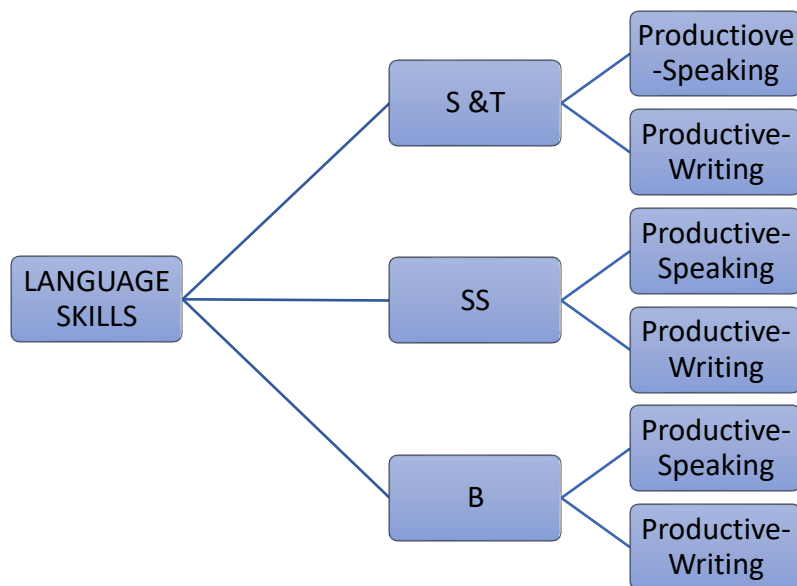 LANGUAGE
SKILLS
S &T
Productiove
-Speaking
Productive-
Writing
SS
Productive-
Speaking
Productive-
Writing
B
Productive-
Speaking
Productive-
Writing